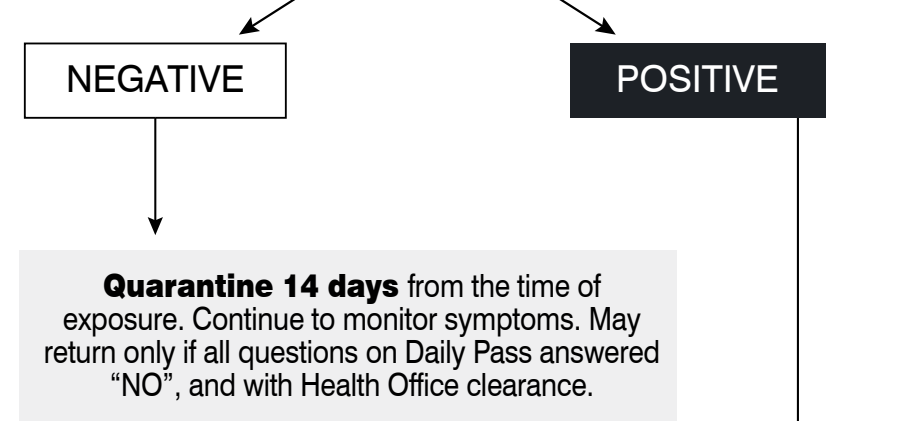 NEGATIVE
POSITIVE
Quarantine 14 days from the time of
exposure. Continue to monitor symptoms. May
return only if all questions on Daily Pass answered
“NO”, and with Health Office clearance.